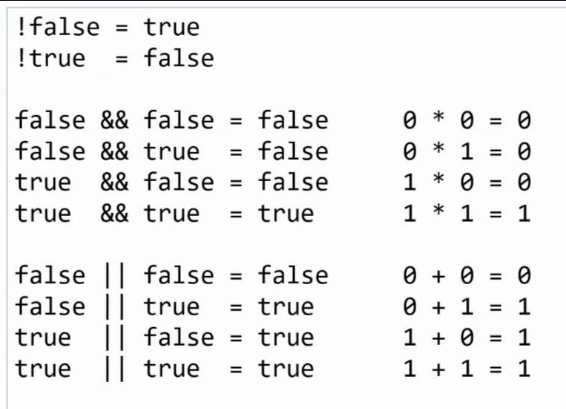 !false = true
!true  = false
false && false = false     0 * 0 = 0
false && true  = false     0 * 1 = 0
true  && false = false     1 * 0 = 0
true  && true  = true      1 * 1 = 1
false || false = false     0 + 0 = 0
false || true  = true      0 + 1 = 1
true  || false = true      1 + 0 = 1
true  || true  = true      1 + 1 = 1